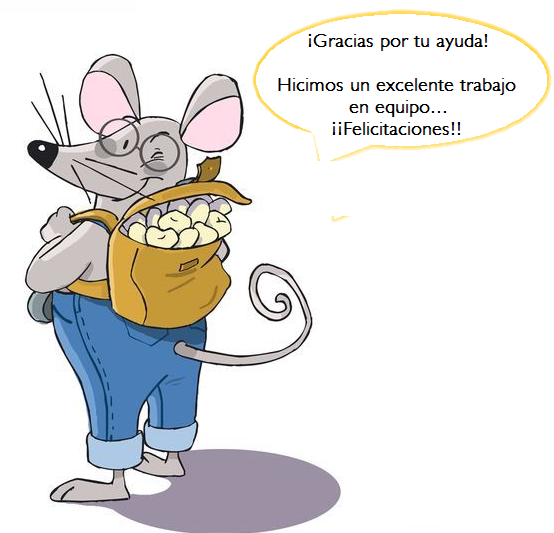 ¡Gracias por tu ayuda!
Hicimos un excelente trabajo
en equipo...
¡¡Felicitaciones!!